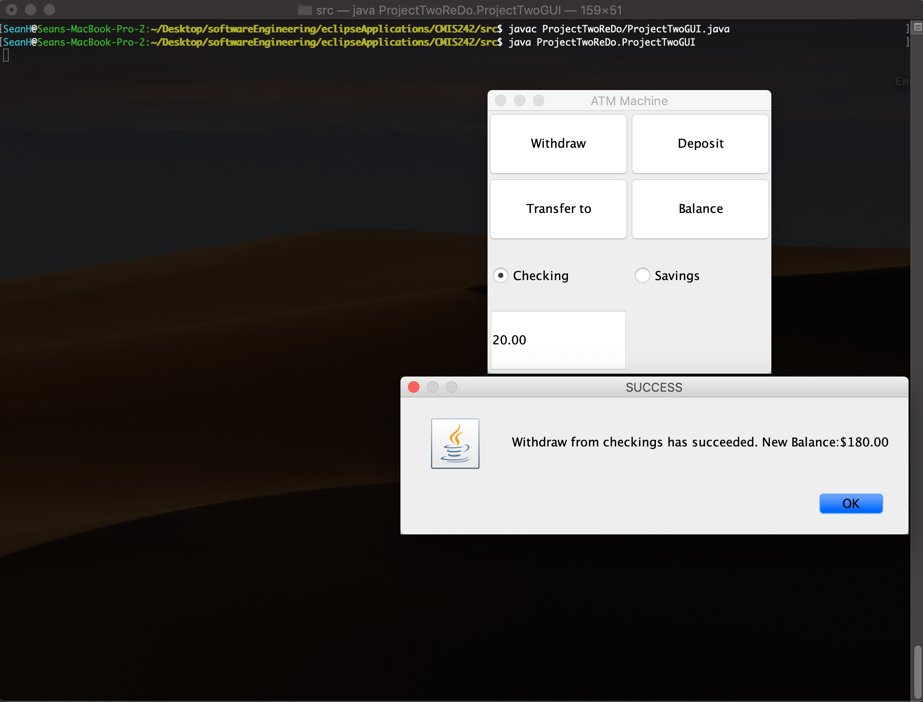 src — java ProjectTwoReDo.ProjectTwoGUI — 159×51
[SeanH@Seans-MacBook-Pro-2:~/Desktop/softwareEngineering/eclipseApplications/CMIS242/src$ javac ProjectTwoReDo/ProjectTwoGUI.java ]
[SeanH@Seans-MacBook-Pro-2:~/Desktop/softwareEngineering/eclipseApplications/CMIS242/src$ java ProjectTwoReDo.ProjectTwoGUI ]
En
ATM Machine
Withdraw Deposit
Transfer to Balance
Checking Savings
20.00
SUCCESS
Withdraw from checkings has succeeded. New Balance:$180.00
OK